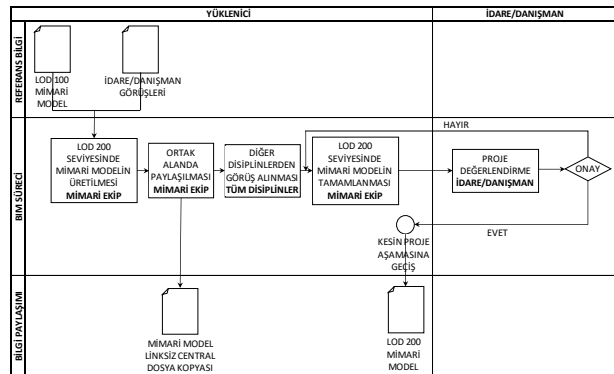 YÜKLENİCİ
İDARE/DANIŞMAN
REFERANS BİLGİ
LOD 100
MİMARİ
MODEL
İDARE/DANIŞMAN
GÖRÜŞLERİ
BIM SÜRECİ
LOD 200
SEVİYESİNDE
MİMARİ MODELİN
ÜRETİLMESİ
MİMARİ EKİP
ORTAK
ALANDA
PAYLAŞILMASI
MİMARİ EKİP
DİĞER
DİSİPLİNLERDEN
GÖRÜŞ ALINMASI
TÜM DİSİPLİNLER
LOD 200
SEVİYESİNDE
MİMARİ MODELİN
TAMAMLANMASI
MİMARİ EKİP
PROJE
DEĞERLENDİRME
İDARE/DANIŞMAN
ONAY
HAYIR
EVET
KESİN PROJE
AŞAMASINA
GEÇİŞ
BİLGİ PAYLAŞIMI
MİMARİ MODEL
LİNKSİZ CENTRAL
DOSYA KOPYASI
LOD 200
MİMARİ
MODEL